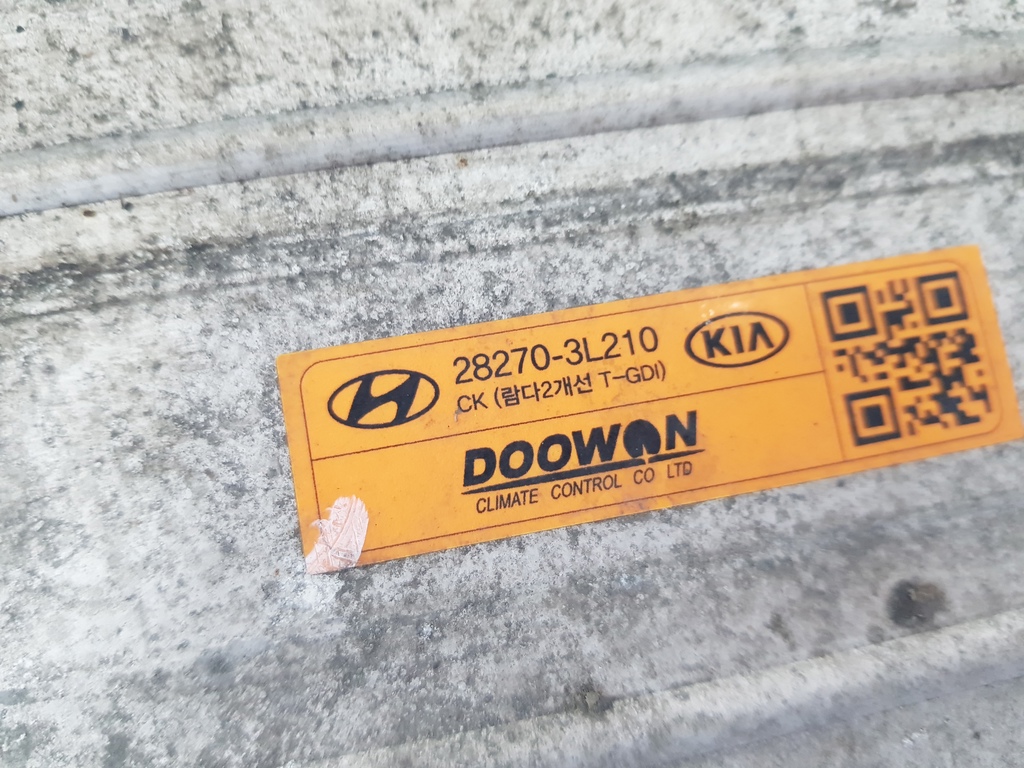 28270-3L210
KIA
CK (람다2개선 T-GDI)
DOOWON
CLIMATE CONTROL CO LTD